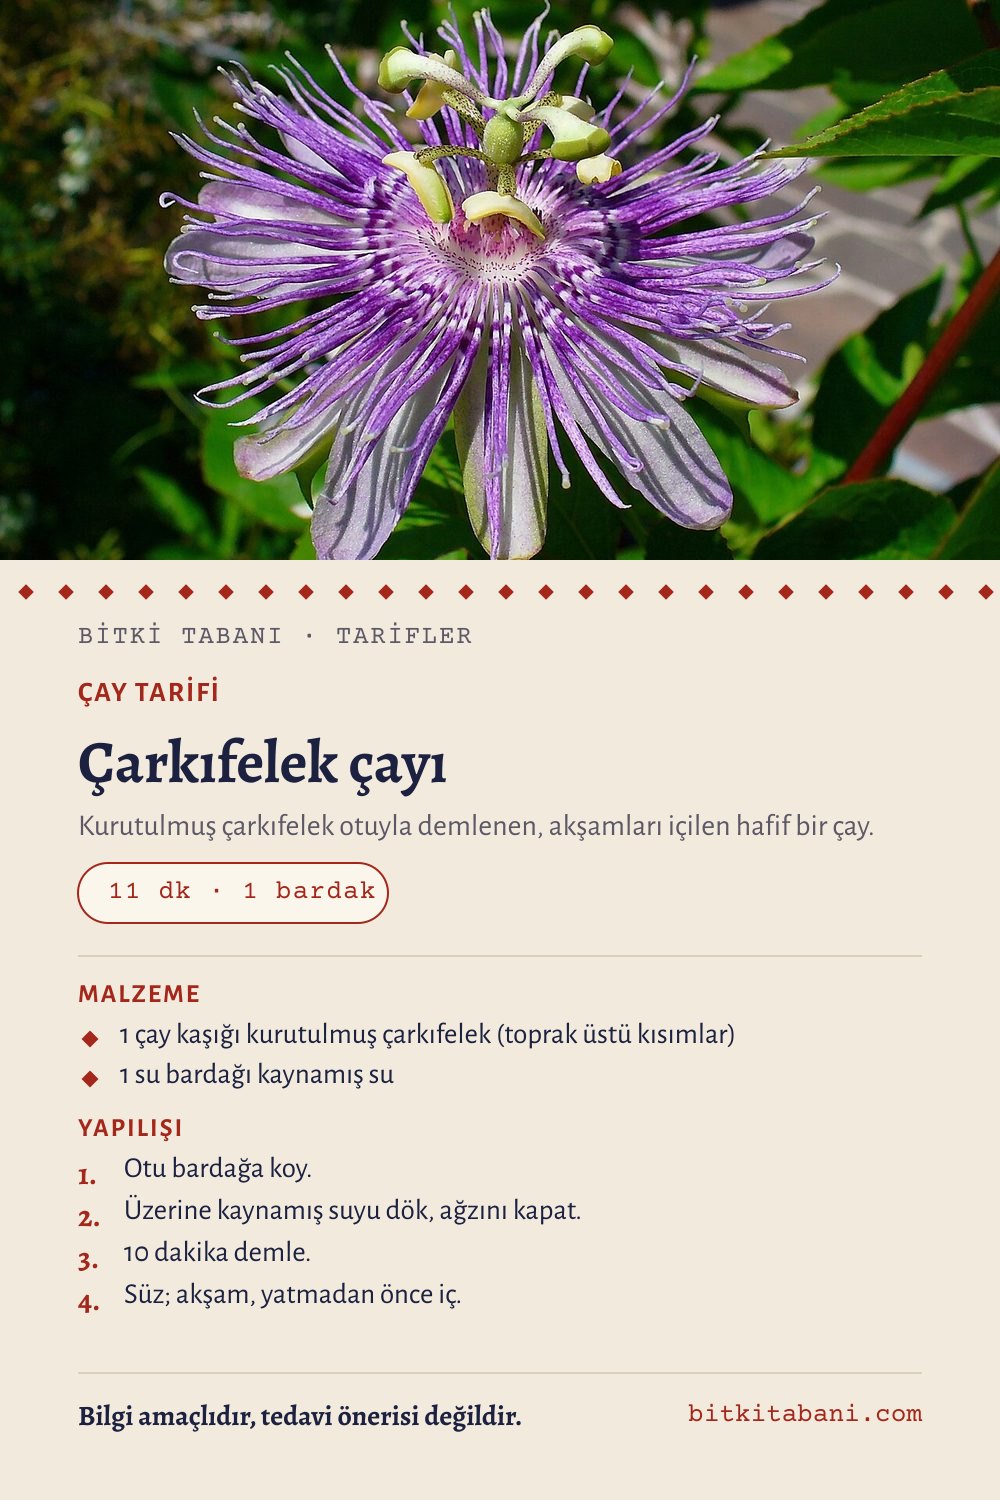 BİTKİ TABANI · TARİFLER
ÇAY TARİFİ
Çarkıfelek çayı
Kurutulmuş çarkıfelek otuyla demlenen, akşamları içilen hafif bir çay.
11 dk · 1 bardak
MALZEME
◆ 1 çay kaşığı kurutulmuş çarkıfelek (toprak üstü kısımlar)
◆ 1 su bardağı kaynamış su
YAPILIŞI
1. Otu bardağa koy.
2. Üzerine kaynamış suyu dök, ağzını kapat.
3. 10 dakika demle.
4. Süz; akşam, yatmadan önce iç.
Bilgi amaçlıdır, tedavi önerisi değildir. bitkitabani.com